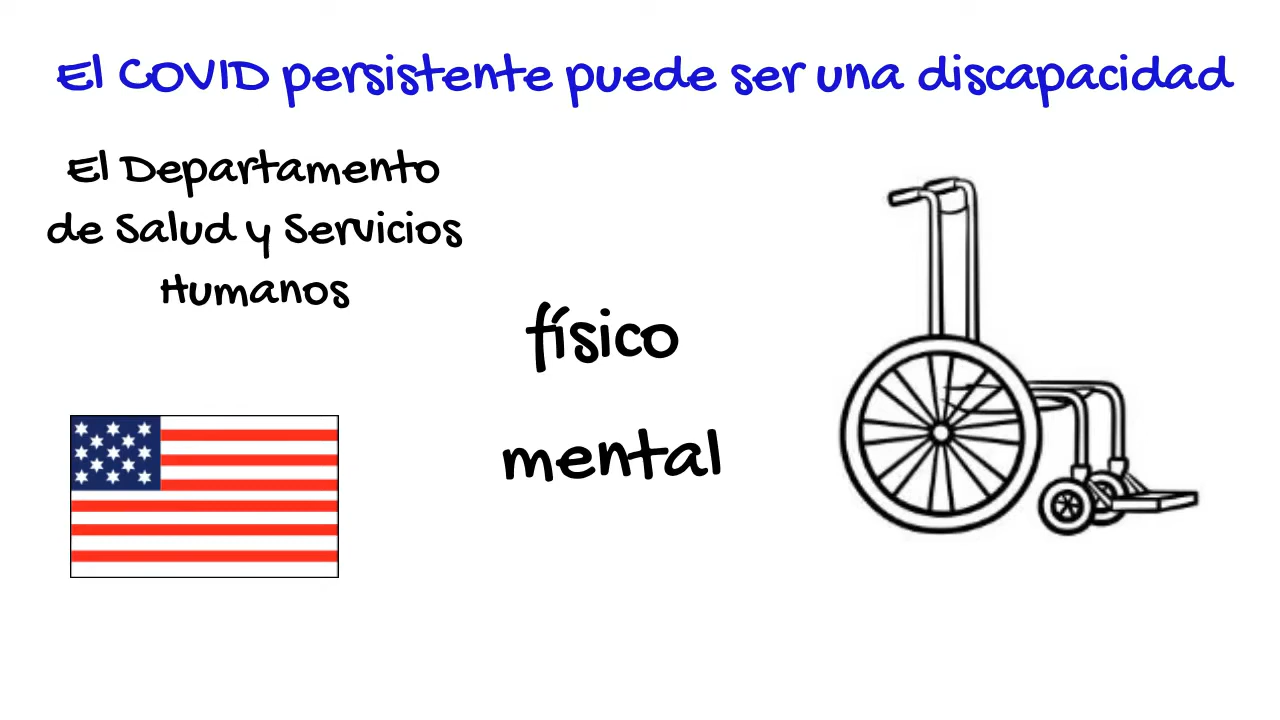 El COVID persistente puede ser una discapacidad
El Departamento
de Salud y Servicios
Humanos
físico
mental